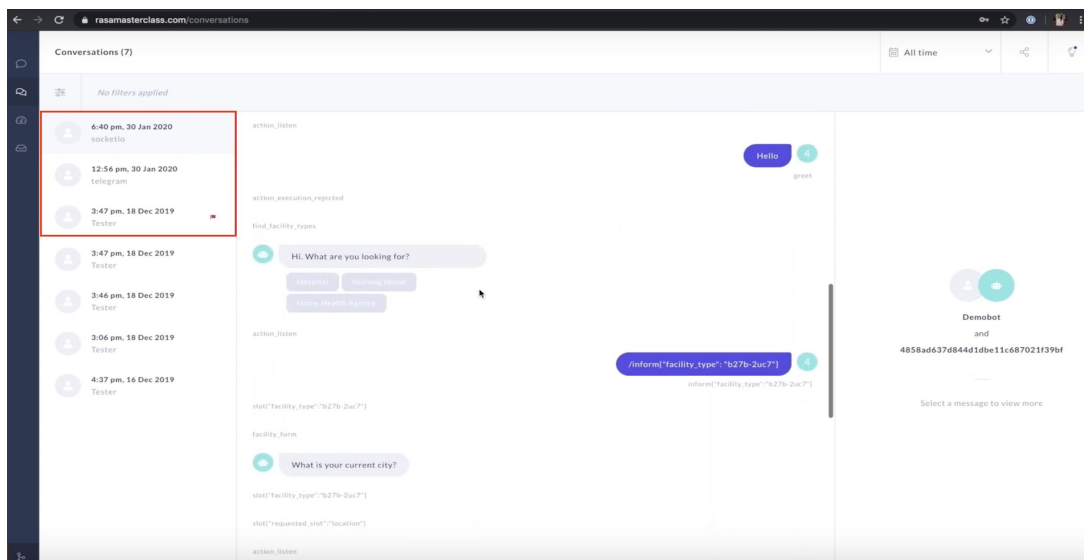 rasamasterclass.com/conversations
Conversations (7)
All time
No filters applied
6:40 pm, 30 Jan 2020
socketio
12:56 pm, 30 Jan 2020
telegram
3:47 pm, 18 Dec 2019
Tester
3:47 pm, 18 Dec 2019
Tester
3:46 pm, 18 Dec 2019
Tester
3:06 pm, 18 Dec 2019
Tester
4:37 pm, 16 Dec 2019
Tester
action_listen
Hello
4
greet
action_execution_rejected
find_facility_types
Hi. What are you looking for?
Hospital Nursing Home
Home Health Agency
action_listen
/inform{"facility_type": "b27b-2uc7"}
4
inform{"facility_type":"b27b-2uc7"}
slot{"facility_type":"b27b-2uc7"}
facility_form
What is your current city?
slot{"facility_type":"b27b-2uc7"}
slot{"requested_slot":"location"}
action_listen
Demobot
and
4858ad637d844d1dbe11c687021f39bf
Select a message to view more